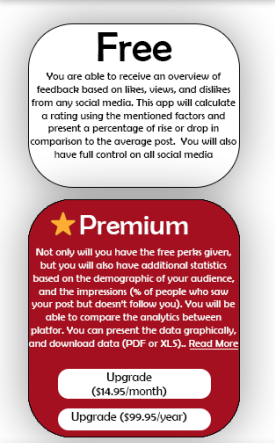 Free
You are able to receive an overview of
feedback based on likes, views, and dislikes
from any social media. This app will calculate
a rating using the mentioned factors and
present a percentage of rise or drop in
comparison to the average post. You will also
have full control on all social media
Premium
Not only will you have the free perks given,
but you will also have additional statistics
based on the demographic of your audience,
and the impressions (% of people who saw
your post but doesn't follow you). You will be
able to compare the analytics between
platfor. You can present the data graphically,
and download data (PDF or XLS).. Read More
Upgrade
($14.95/month)
Upgrade ($99.95/year)